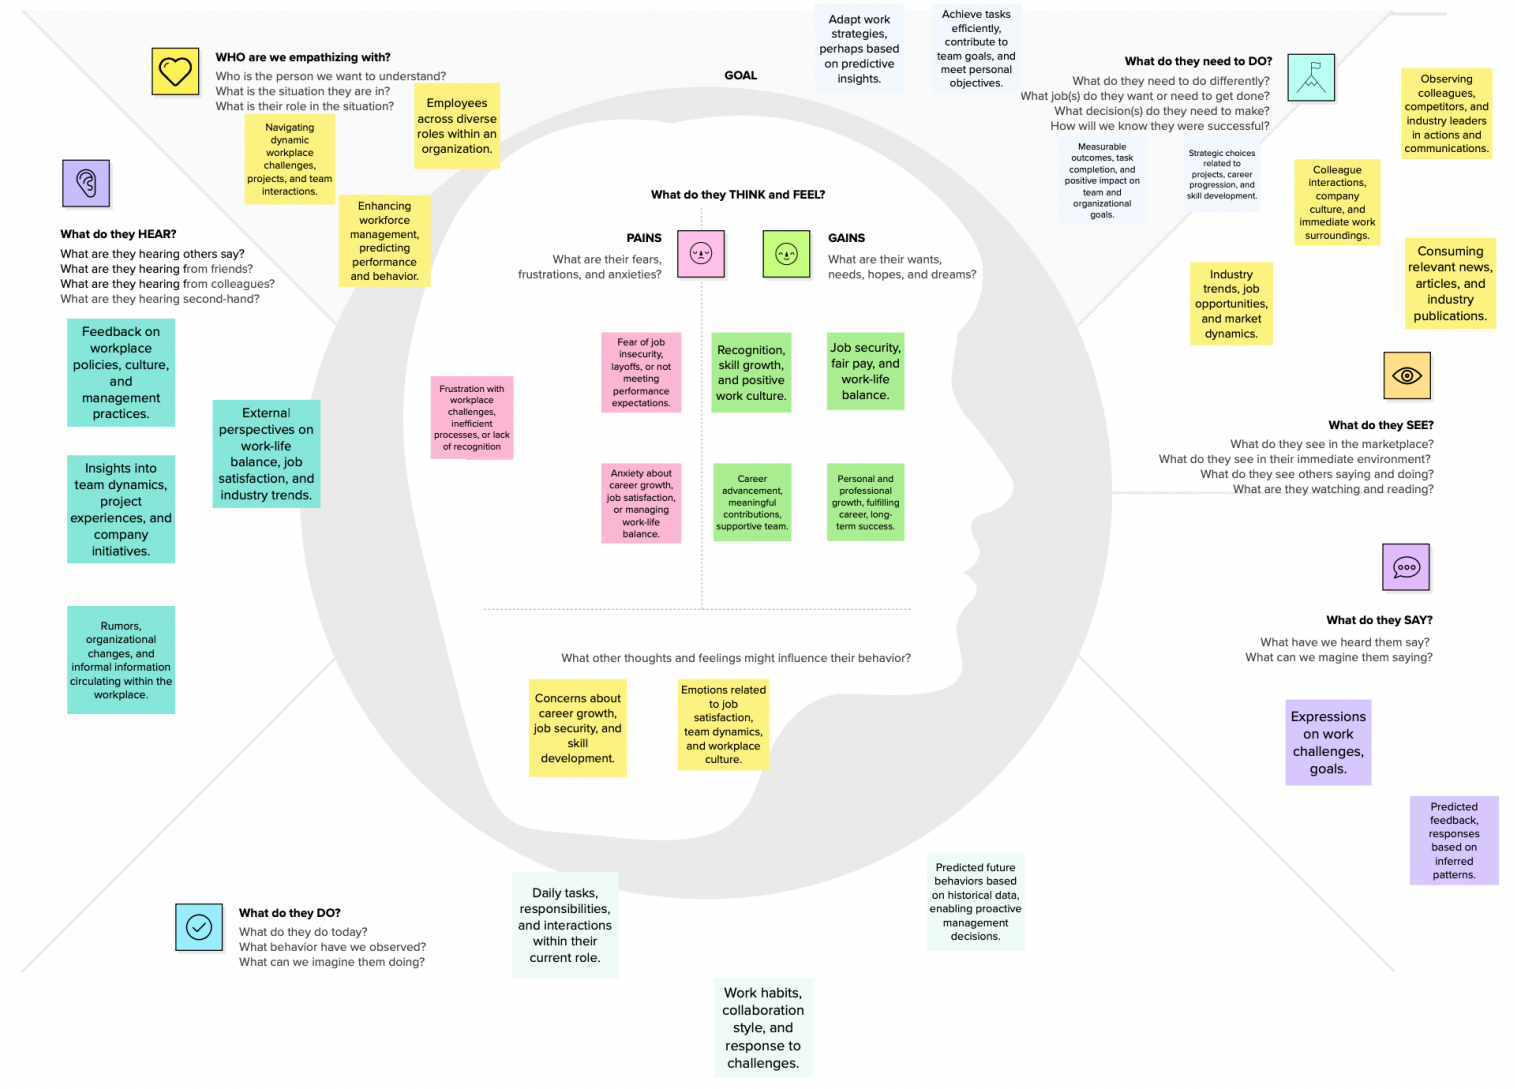 GOAL
WHO are we empathizing with?
Who is the person we want to understand?
What is the situation they are in?
What is their role in the situation?
Navigating
dynamic
workplace
challenges,
projects, and team
interactions.
Employees
across diverse
roles within an
organization.
Enhancing
workforce
management,
predicting
performance
and behavior.
Adapt work
strategies,
perhaps based
on predictive
insights.
Achieve tasks
efficiently,
contribute to
team goals, and
meet personal
objectives.
What do they need to DO?
What do they need to do differently?
What job(s) do they want or need to get done?
What decision(s) do they need to make?
How will we know they were successful?
Measurable
outcomes, task
completion, and
positive impact on
team and
organizational
goals.
Strategic choices
related to
projects, career
progression, and
skill development.
Observing
colleagues,
competitors, and
industry leaders
in actions and
communications.
Colleague
interactions,
company
culture, and
immediate work
surroundings.
Consuming
relevant news,
articles, and
industry
publications.
Industry
trends, job
opportunities,
and market
dynamics.
What do they SEE?
What do they see in the marketplace?
What do they see in their immediate environment?
What do they see others saying and doing?
What are they watching and reading?
What do they SAY?
What have we heard them say?
What can we magine them saying?
Expressions
on work
challenges,
goals.
Predicted
feedback,
responses
based on
inferred
patterns.
What do they HEAR?
What are they hearing others say?
What are they hearing from friends?
What are they hearing from colleagues?
What are they hearing second-hand?
Feedback on
workplace
policies, culture,
and
management
practices.
External
perspectives on
work-life
balance, job
satisfaction, and
industry trends.
Insights into
team dynamics,
project
experiences, and
company
initiatives.
Rumors,
organizational
changes, and
informal information
circulating within the
workplace.
What do they THINK and FEEL?
PAINS
What are their fears,
frustrations, and anxieties?
GAINS
What are their wants,
needs, hopes, and dreams?
Frustration with
workplace
challenges,
inefficient
processes, or lack
of recognition
Fear of job
insecurity,
layoffs, or not
meeting
performance
expectations.
Recognition,
skill growth,
and positive
work culture.
Job security,
fair pay, and
work-life
balance.
Anxiety about
career growth,
job satisfaction,
or managing
work-life
balance.
Career
advancement,
meaningful
contributions,
supportive team.
Personal and
professional
growth, fulfilling
career, long-
term success.
What other thoughts and feelings might influence their behavior?
Concerns about
career growth,
job security, and
skill
development.
Emotions related
to job
satisfaction,
team dynamics,
and workplace
culture.
What do they DO?
What do they do today?
What behavior have we observed?
What can we imagine them doing?
Daily tasks,
responsibilities,
and interactions
within their
current role.
Predicted future
behaviors based
on historical data,
enabling proactive
management
decisions.
Work habits,
collaboration
style, and
response to
challenges.